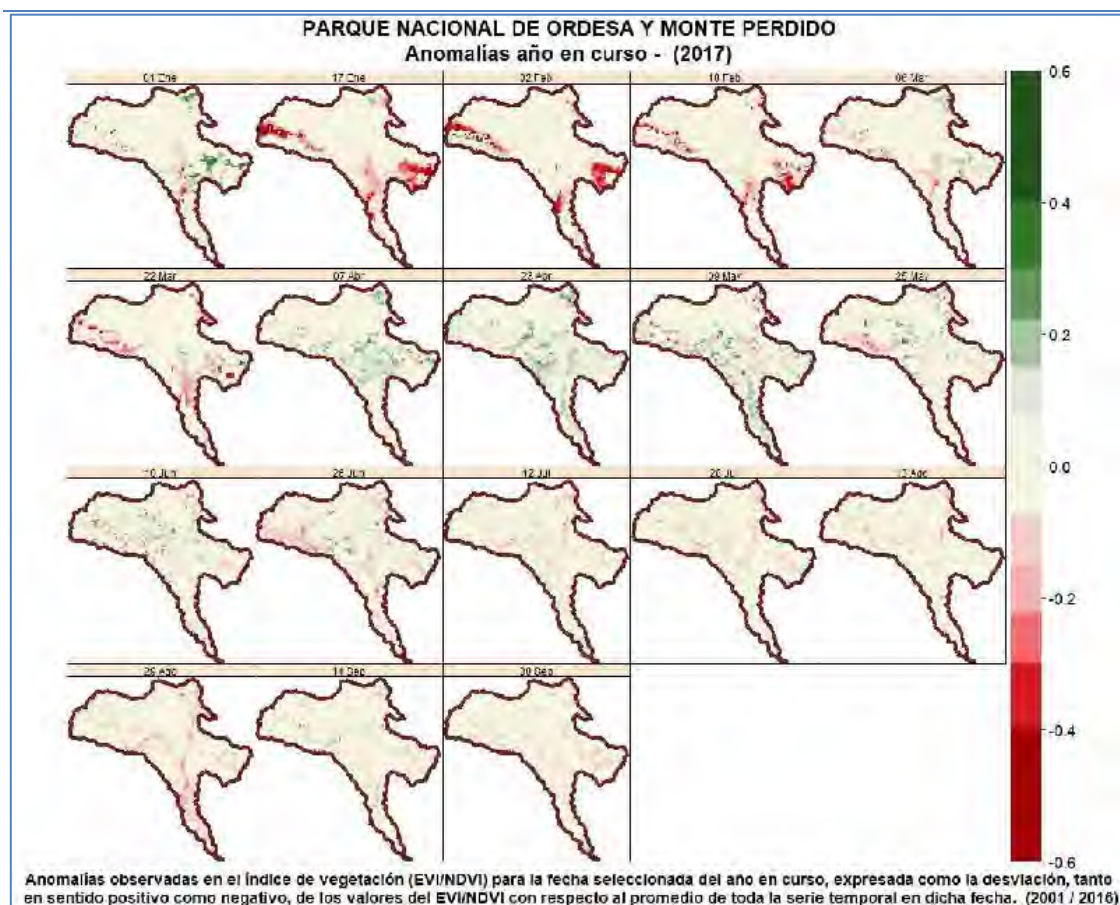 PARQUE NACIONAL DE ORDESA Y MONTE PERDIDO
Anomalías año en curso - (2017)
01 Ene 17 Ene 02 Feb 18 Feb 06 Mar
0.6
0.4
22 Mar 07 Abr 23 Abr 09 May 25 May
0.2
0.0
10 Jun 26 Jun 12 Jul 28 Jul 13 Ago
-0.2
29 Ago 14 Sep 30 Sep
-0.4
-0.6
Anomalías observadas en el índice de vegetación (EVI/NDVI) para la fecha seleccionada del año en curso, expresada como la desviación, tanto
en sentido positivo como negativo, de los valores del EVI/NDVI con respecto al promedio de toda la serie temporal en dicha fecha. (2001 / 2016